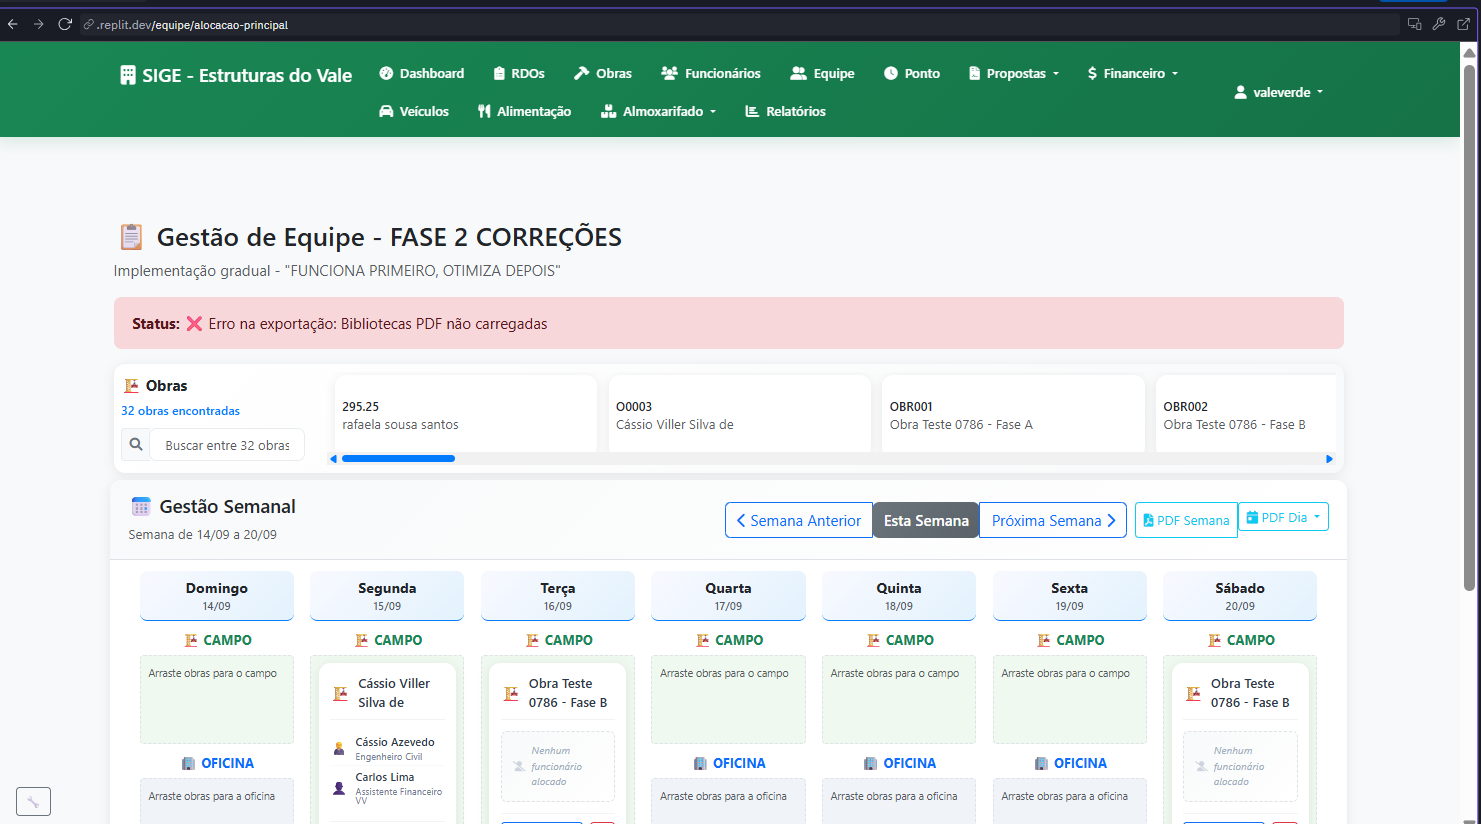 .replit.dev/equipe/alocacao-principal
SIGE - Estruturas do Vale
Dashboard
RDOs
Obras
Funcionários
Equipe
Ponto
Propostas
$ Financeiro
valeverde
Veículos
Alimentação
Almoxarifado
Relatórios
Gestão de Equipe - FASE 2 CORREÇÕES
Implementação gradual - "FUNCIONA PRIMEIRO, OTIMIZA DEPOIS"
Status: ❌ Erro na exportação: Bibliotecas PDF não carregadas
Obras
32 obras encontradas
Buscar entre 32 obras
295.25
rafaela sousa santos
O0003
Cássio Viller Silva de
OBR001
Obra Teste 0786 - Fase A
OBR002
Obra Teste 0786 - Fase B
Gestão Semanal
Semana de 14/09 a 20/09
Semana Anterior
Esta Semana
Próxima Semana
PDF Semana
PDF Dia
Domingo
14/09
Segunda
15/09
Terça
16/09
Quarta
17/09
Quinta
18/09
Sexta
19/09
Sábado
20/09
CAMPO
CAMPO
CAMPO
CAMPO
CAMPO
CAMPO
CAMPO
Arraste obras para o campo
Cássio Viller
Silva de
Cássio Azevedo
Engenheiro Civil
Carlos Lima
Assistente Financeiro
VV
Obra Teste
0786 - Fase B
Nenhum
funcionário
alocado
Arraste obras para o campo
Arraste obras para o campo
Arraste obras para o campo
Obra Teste
0786 - Fase B
Nenhum
funcionário
alocado
OFICINA
OFICINA
OFICINA
OFICINA
Arraste obras para a oficina
Arraste obras para a oficina
Arraste obras para a oficina
Arraste obras para a oficina